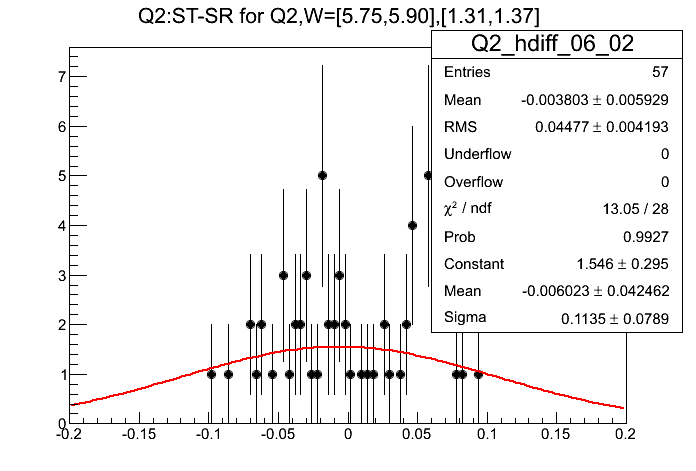 Q2:ST-SR for Q2,W=[5.75,5.90],[1.31,1.37]
Q2_hdiff_06_02
Entries 57
Mean -0.003803 ± 0.005929
RMS 0.04477 ± 0.004193
Underflow 0
Overflow 0
χ² / ndf 13.05 / 28
Prob 0.9927
Constant 1.546 ± 0.295
Mean -0.006023 ± 0.042462
Sigma 0.1135 ± 0.0789
7
6
5
4
3
2
1
0
-0.2 -0.15 -0.1 -0.05 0 0.05 0.1 0.15 0.2